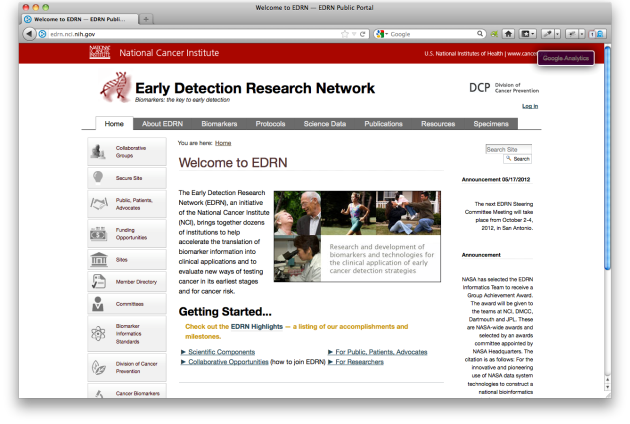 Welcome to EDRN — EDRN Public Portal
Welcome to EDRN — EDRN Publi...
edrn.nci.nih.gov
Google
NATIONAL CANCER INSTITUTE
National Cancer Institute
U.S. National Institutes of Health | www.cancer
Google Analytics
Early Detection Research Network
Biomarkers: the key to early detection
DCP Division of
Cancer Prevention
Log in
Home About EDRN Biomarkers Protocols Science Data Publications Resources Specimens
Collaborative
Groups
Secure Site
Public, Patients,
Advocates
Funding
Opportunities
Sites
Member Directory
Committees
Biomarker
Informatics
Standards
Division of Cancer
Prevention
Cancer Biomarkers
You are here: Home
Welcome to EDRN
The Early Detection Research
Network (EDRN), an initiative
of the National Cancer Institute
(NCI), brings together dozens
of institutions to help
accelerate the translation of
biomarker information into
clinical applications and to
evaluate new ways of testing
cancer in its earliest stages
and for cancer risk.
Research and development of
biomarkers and technologies for
the clinical application of early
cancer detection strategies
Getting Started...
Check out the EDRN Highlights — a listing of our accomplishments and
milestones.
► Scientific Components
► For Public, Patients, Advocates
► Collaborative Opportunities (how to join EDRN)
► For Researchers
Search Site
Search
Announcement 05/17/2012
The next EDRN Steering
Committee Meeting will take
place from October 2-4,
2012, in San Antonio.
Announcement
NASA has selected the EDRN
Informatics Team to receive a
Group Achievement Award.
The award will be given to
the teams at NCI, DMCC,
Dartmouth and JPL. These
are NASA-wide awards and
selected by an awards
committee appointed by
NASA Headquarters. The
citation is as follows: For the
innovative and pioneering
use of NASA data system
technologies to construct a
national bioinformatics